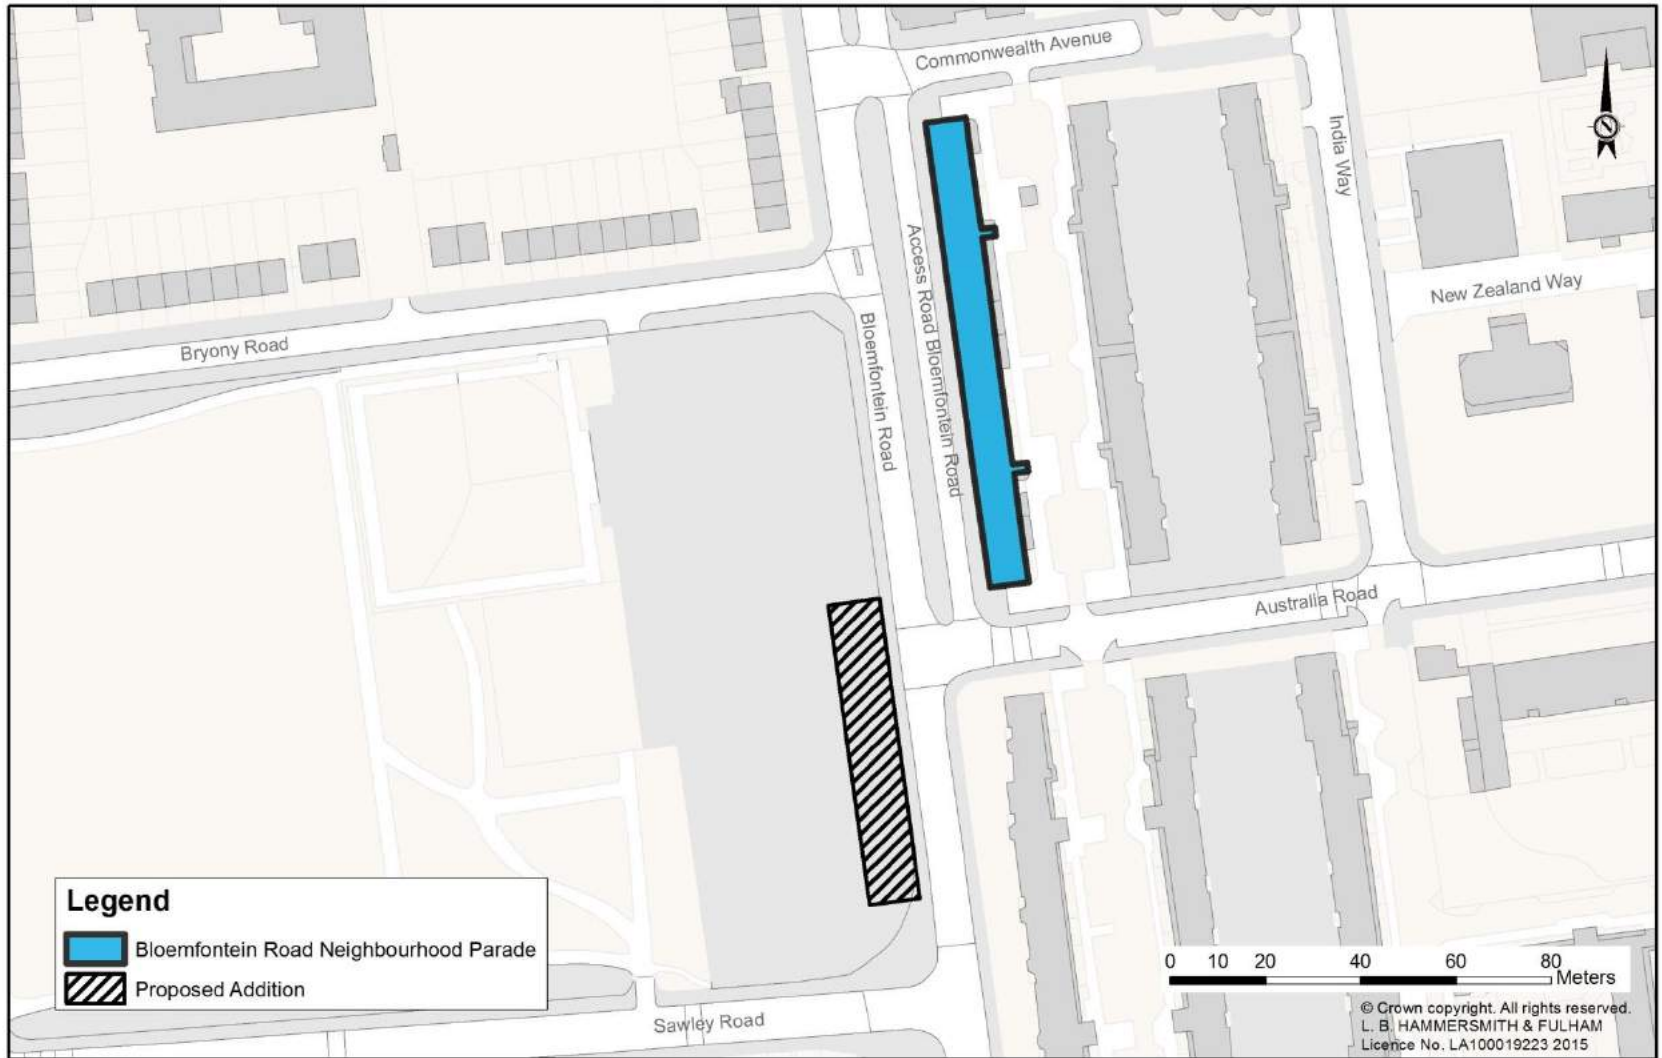 Commonwealth Avenue
India Way
Access Road Bloemfontein Road
New Zealand Way
Bloemfontein Road
Bryony Road
Australia Road
Legend
Bloemfontein Road Neighbourhood Parade
Proposed Addition
0 10 20 40 60 80
Meters
© Crown copyright. All rights reserved.
L. B. HAMMERSMITH & FULHAM
Licence No. LA100019223 2015
Sawley Road